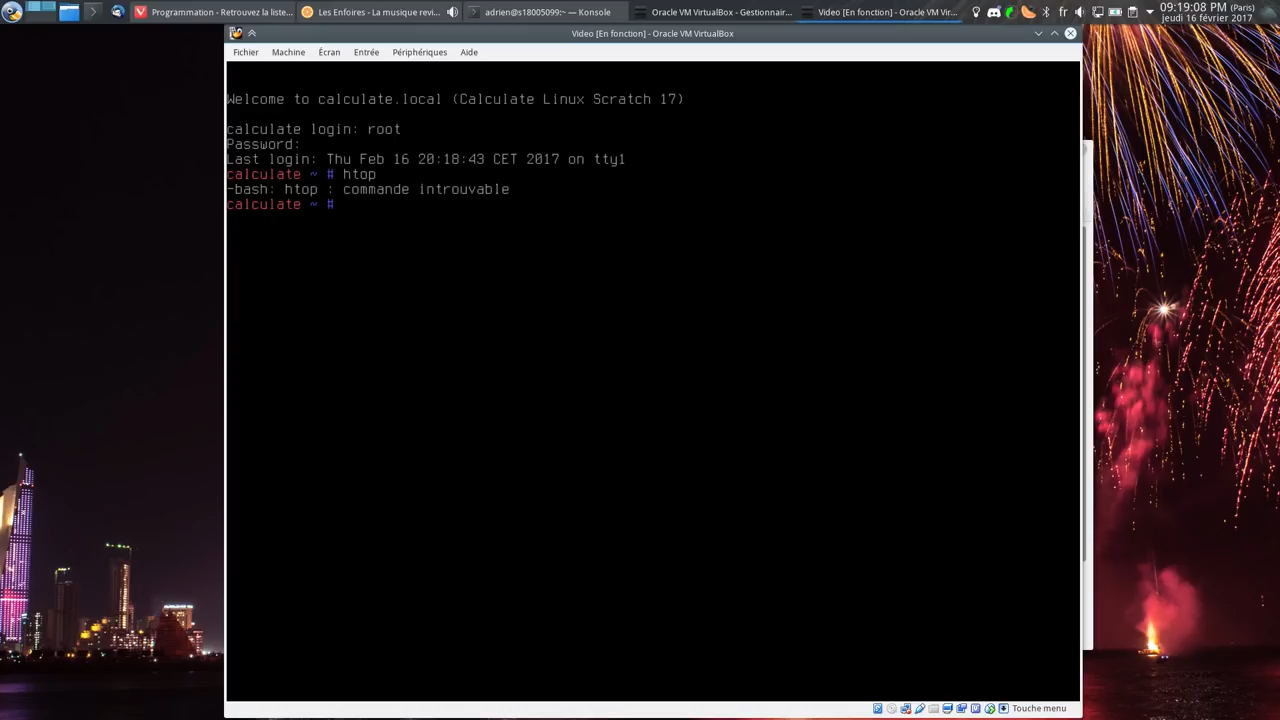 Programmation - Retrouvez la liste...
Les Enfoires - La musique revi...
adrien@s18005099:~ — Konsole
Oracle VM VirtualBox - Gestionnair...
Video [En fonction] - Oracle VM Vir...
fr
09:19:08 PM (Paris)
jeudi 16 février 2017
Video [En fonction] - Oracle VM VirtualBox
Fichier Machine Écran Entrée Périphériques Aide
Welcome to calculate.local (Calculate Linux Scratch 17)
calculate login: root
Password:
Last login: Thu Feb 16 20:18:43 CET 2017 on tty1
calculate ~ # htop
-bash: htop : commande introuvable
calculate ~ #
Touche menu